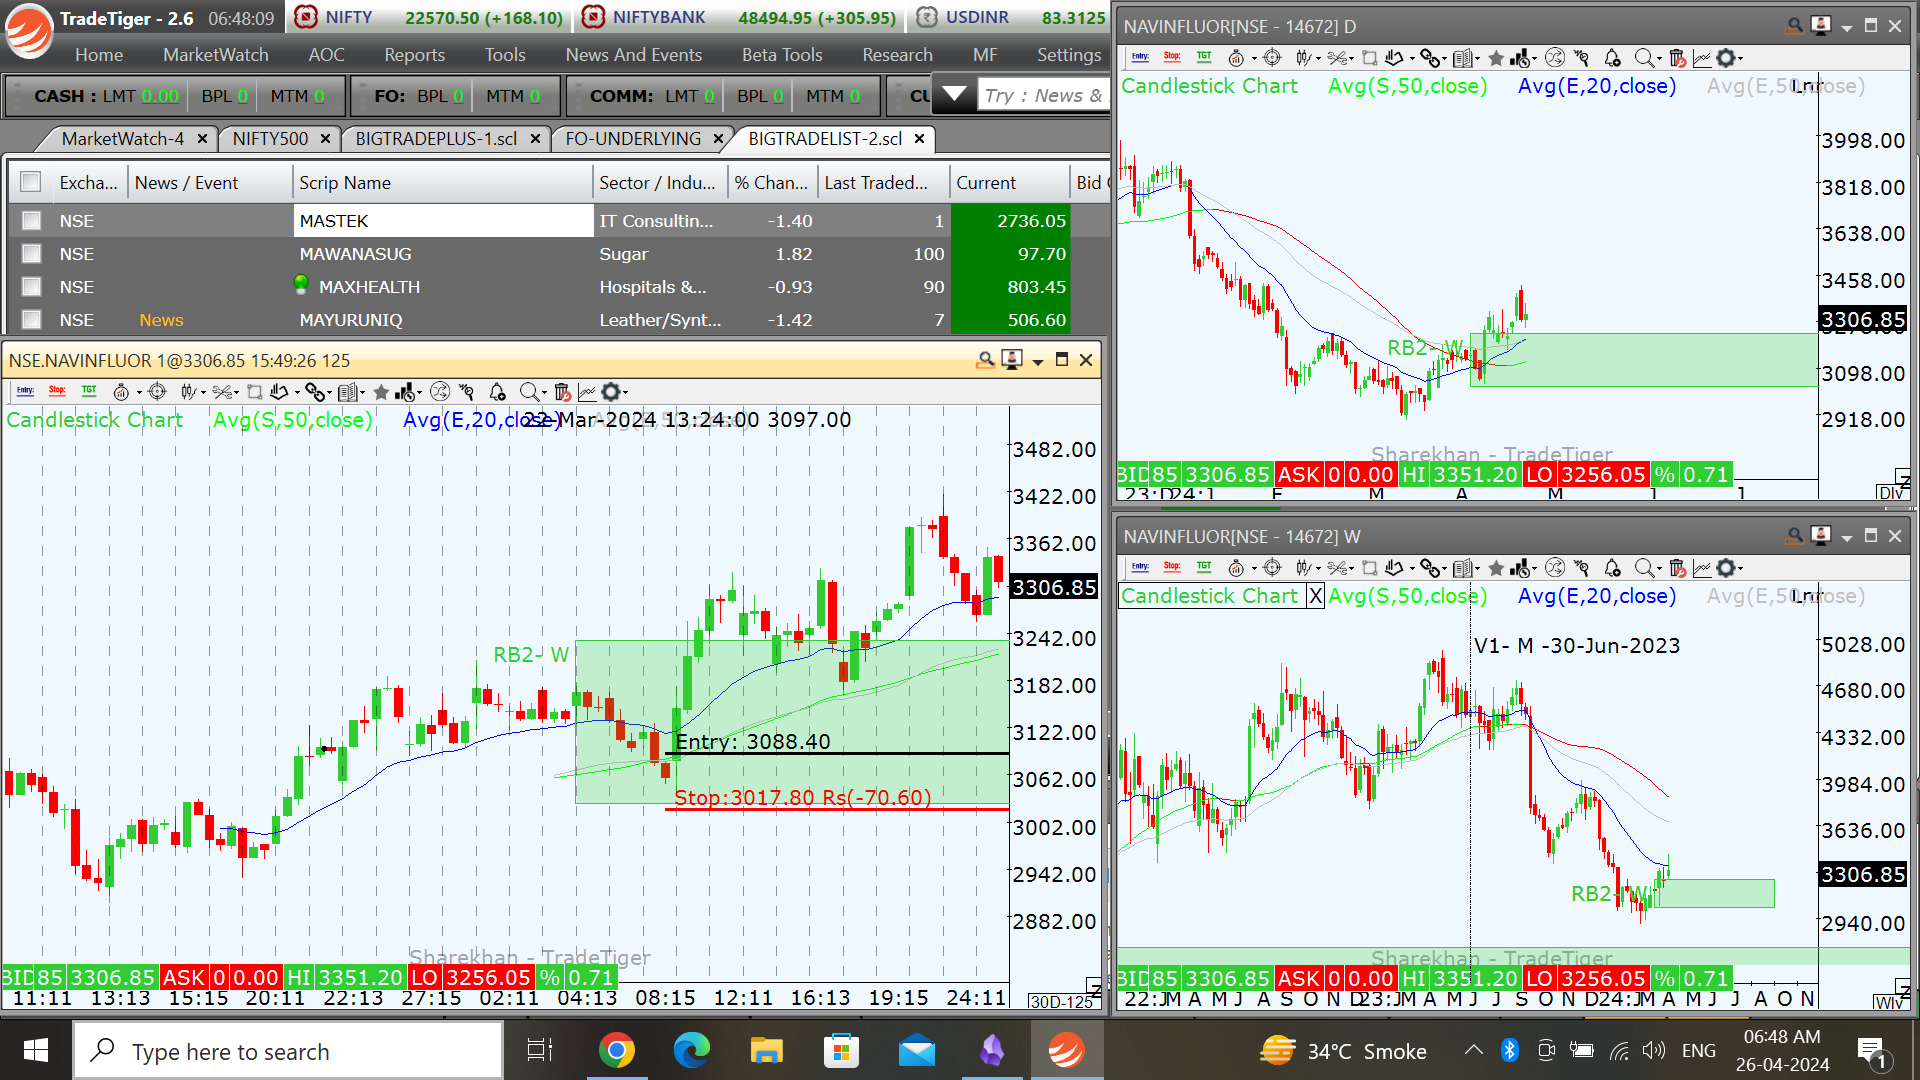 TradeTiger - 2.6 06:48:09 NIFTY 22570.50 (+168.10) NIFTYBANK 48494.95 (+305.95) USDINR 83.3125
Home MarketWatch AOC Reports Tools News And Events Beta Tools Research MF Settings
CASH : LMT 0.00 BPL 0 MTM 0 FO: BPL 0 MTM 0 COMM: LMT 0 BPL 0 MTM 0 CU Try : News &
MarketWatch-4 NIFTY500 BIGTRADEPLUS-1.scl FO-UNDERLYING BIGTRADELIST-2.scl
Excha... News / Event Scrip Name Sector / Indu... % Chan... Last Traded... Current Bid
NSE MASTEK IT Consultin... -1.40 1 2736.05
NSE MAWANASUG Sugar 1.82 100 97.70
NSE MAXHEALTH Hospitals &... -0.93 90 803.45
NSE News MAYURUNIQ Leather/Synt... -1.42 7 506.60
NSE.NAVINFLUOR 1@3306.85 15:49:26 125
Entry: Stop: TGT
Candlestick Chart Avg(S,50,close) Avg(E,20,close) 22-Mar-2024 13:24:00 3097.00
3482.00
3422.00
3362.00
3306.85
3242.00
RB2- W
3182.00
3122.00
Entry: 3088.40
3062.00
Stop:3017.80 Rs(-70.60)
3002.00
2942.00
2882.00
Sharekhan - TradeTiger
BID 85 3306.85 ASK 0 0.00 HI 3351.20 LO 3256.05 % 0.71
11:11 13:13 15:15 20:11 22:13 27:15 02:11 04:13 08:15 12:11 16:13 19:15 24:11
30D-125
NAVINFLUOR[NSE - 14672] D
Entry: Stop: TGT
Candlestick Chart Avg(S,50,close) Avg(E,20,close) Avg(E,50,close)
3998.00
3818.00
3638.00
3458.00
3306.85
RB2- W
3098.00
2918.00
Sharekhan - TradeTiger
BID 85 3306.85 ASK 0 0.00 HI 3351.20 LO 3256.05 % 0.71
23:D 24:J F M A M J J
NAVINFLUOR[NSE - 14672] W
Entry: Stop: TGT
Candlestick Chart X Avg(S,50,close) Avg(E,20,close) Avg(E,50,close)
V1- M -30-Jun-2023
5028.00
4680.00
4332.00
3984.00
3636.00
3306.85
RB2- W
2940.00
Sharekhan - TradeTiger
BID 85 3306.85 ASK 0 0.00 HI 3351.20 LO 3256.05 % 0.71
22:J M A M J J A S O N D 23:J M A M J J S O N D 24:J M A M J J A O N
Type here to search 34°C Smoke ENG 06:48 AM
26-04-2024
1